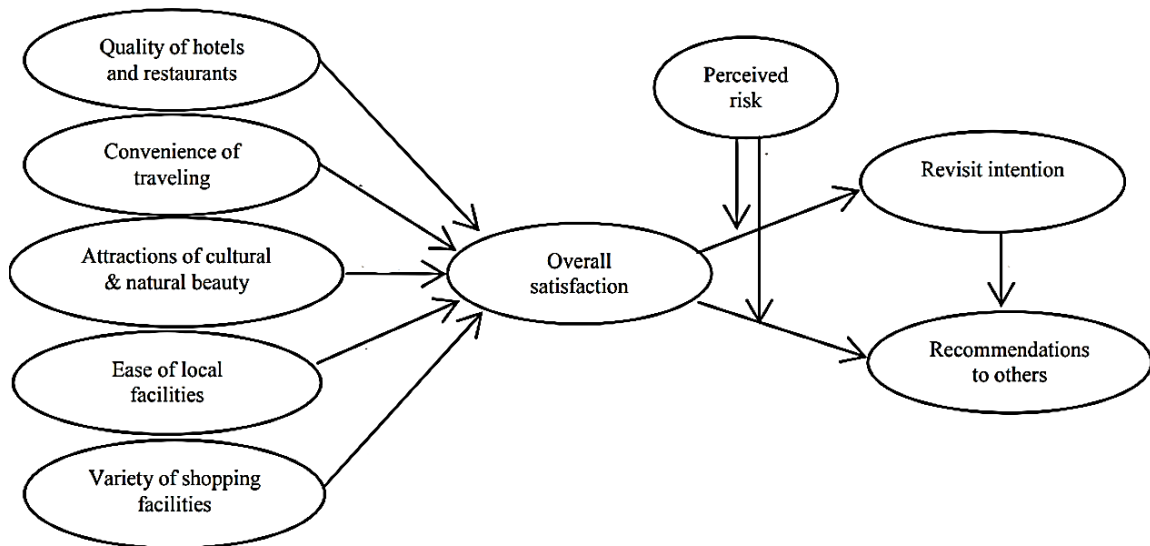 Quality of hotels
and restaurants
Convenience of
traveling
Attractions of cultural
& natural beauty
Ease of local
facilities
Variety of shopping
facilities
Overall
satisfaction
Perceived
risk
Revisit intention
Recommendations
to others